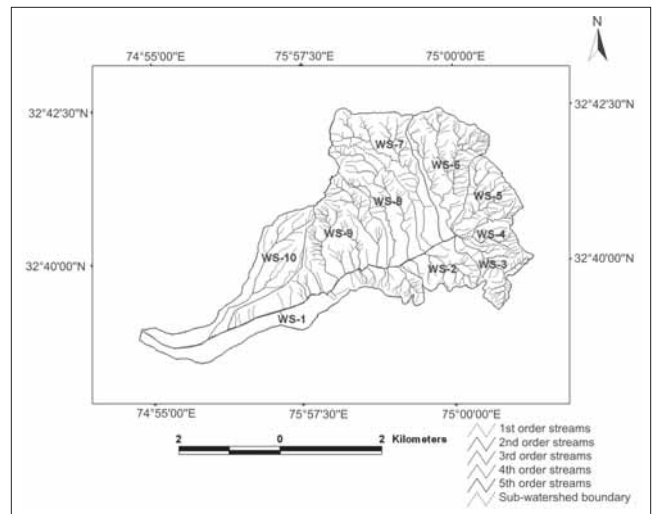 N
74°55'00"E 75°57'30"E 75°00'00"E
32°42'30"N 32°42'30"N
WS-7
WS-6
WS-5
WS-8
WS-9
WS-4
WS-10
WS-2
WS-3
32°40'00"N 32°40'00"N
WS-1
74°55'00"E 75°57'30"E 75°00'00"E
2 0 2 Kilometers
1st order streams
2nd order streams
3rd order streams
4th order streams
5th order streams
Sub-watershed boundary